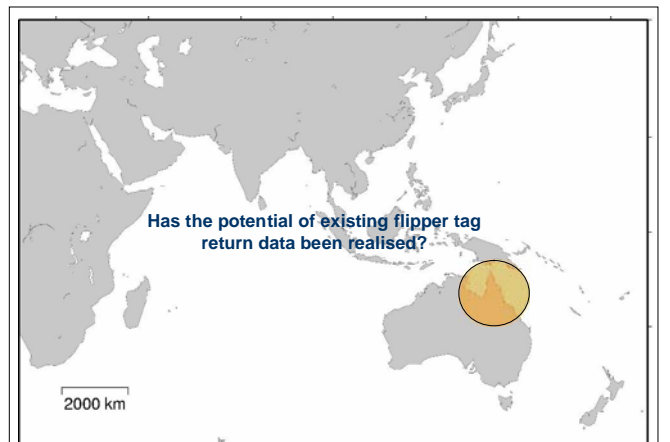 Has the potential of existing flipper tag
return data been realised?
2000 km